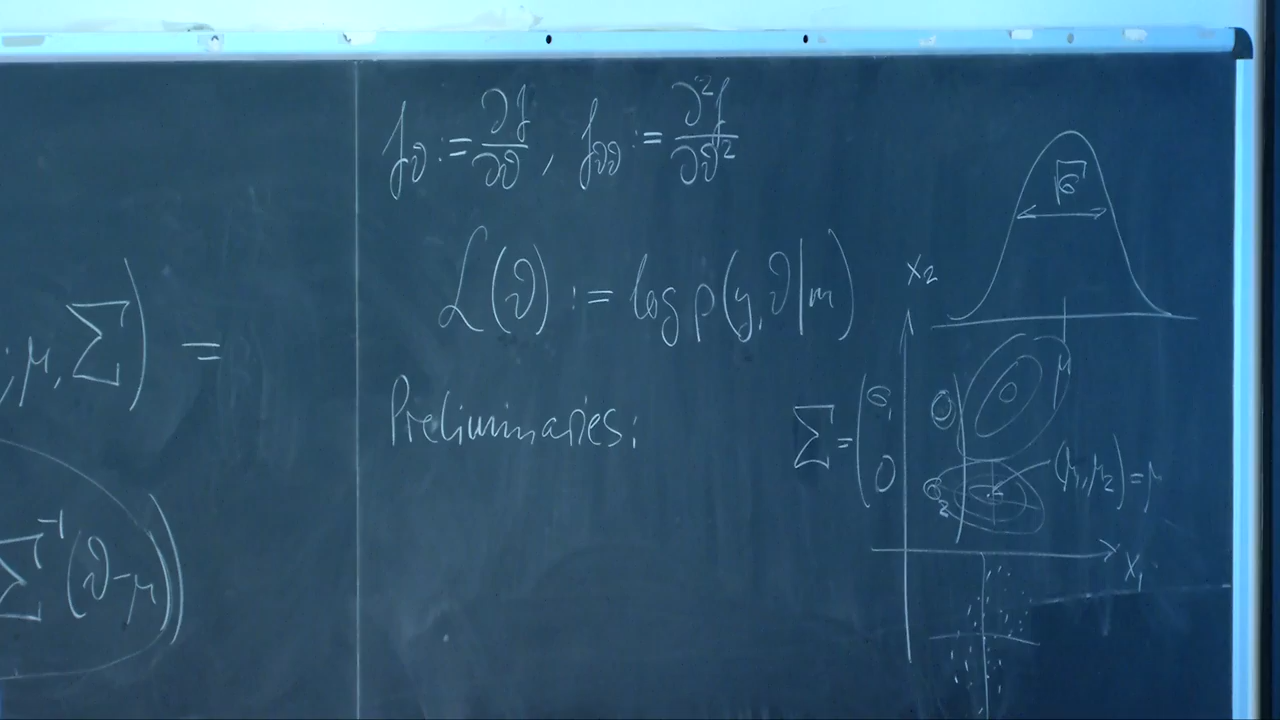 ; μ, Σ) =
Σ⁻¹(ϑ-μ))
f_ϑ := ∂f/∂ϑ , f_ϑϑ := ∂²f/∂ϑ²
L(ϑ) := log p(y,ϑ|m)
Preliminaries:
√σ
μ
x₂
Σ = (σ₁ 0
0 σ₂)
(μ₁,μ₂)=μ
x₁